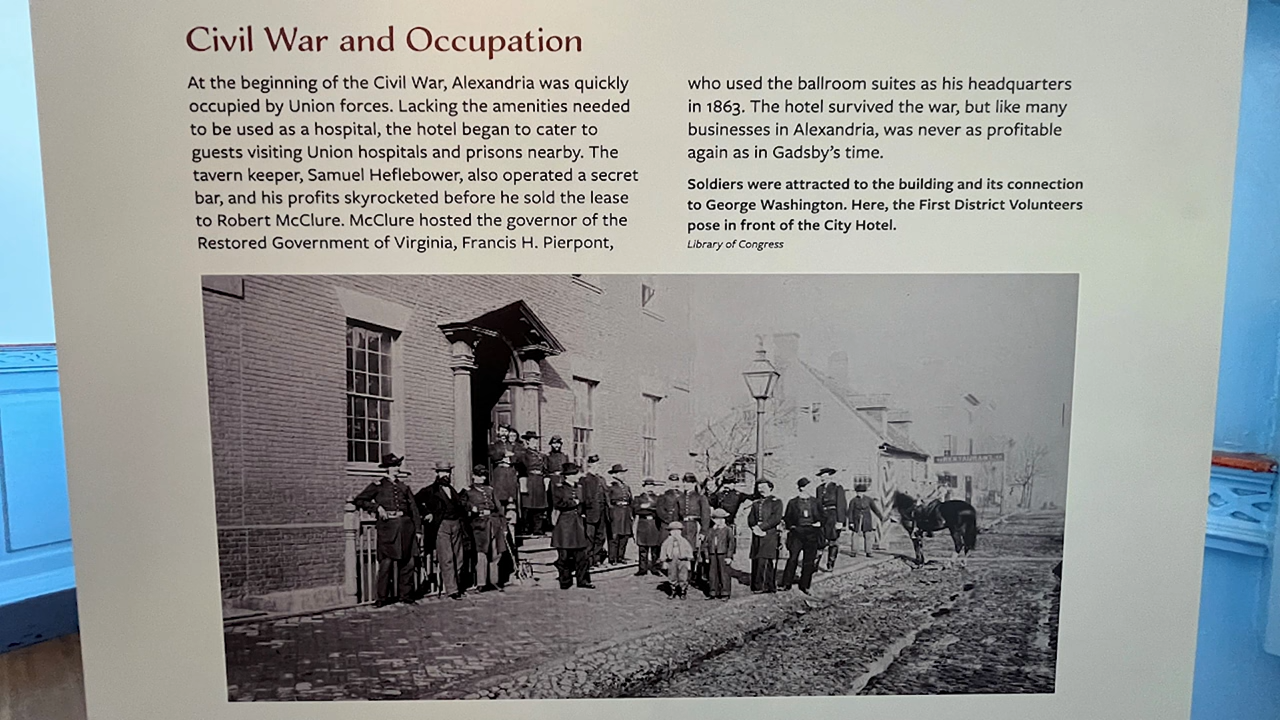 Civil War and Occupation
At the beginning of the Civil War, Alexandria was quickly
occupied by Union forces. Lacking the amenities needed
to be used as a hospital, the hotel began to cater to
guests visiting Union hospitals and prisons nearby. The
tavern keeper, Samuel Heflebower, also operated a secret
bar, and his profits skyrocketed before he sold the lease
to Robert McClure. McClure hosted the governor of the
Restored Government of Virginia, Francis H. Pierpont,
who used the ballroom suites as his headquarters
in 1863. The hotel survived the war, but like many
businesses in Alexandria, was never as profitable
again as in Gadsby's time.
Soldiers were attracted to the building and its connection
to George Washington. Here, the First District Volunteers
pose in front of the City Hotel.
Library of Congress